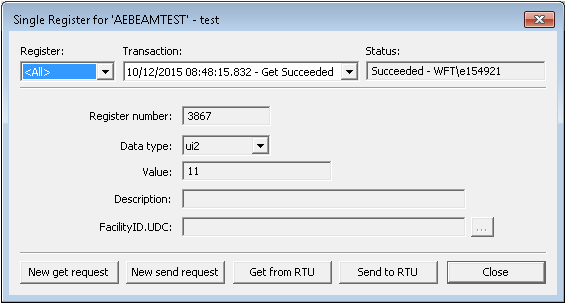 Single Register for 'AEBEAMTEST' - test
Register: Transaction: Status:
<All> 10/12/2015 08:48:15.832 - Get Succeeded Succeeded - WFT\e154921
Register number: 3867
Data type: ui2
Value: 11
Description:
FacilityID.UDC: ...
New get request New send request Get from RTU Send to RTU Close